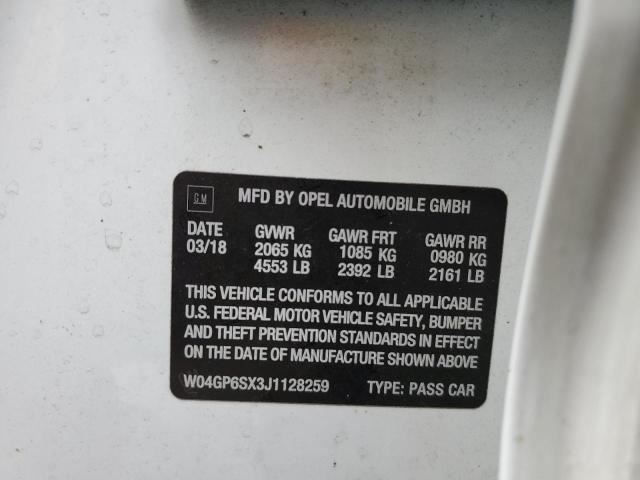 GM MFD BY OPEL AUTOMOBILE GMBH
DATE GVWR GAWR FRT GAWR RR
03/18 2065 KG 1085 KG 0980 KG
4553 LB 2392 LB 2161 LB
THIS VEHICLE CONFORMS TO ALL APPLICABLE
U.S. FEDERAL MOTOR VEHICLE SAFETY, BUMPER
AND THEFT PREVENTION STANDARDS IN EFFECT
ON THE DATE OF MANUFACTURE SHOWN ABOVE
W04GP6SX3J1128259 TYPE: PASS CAR